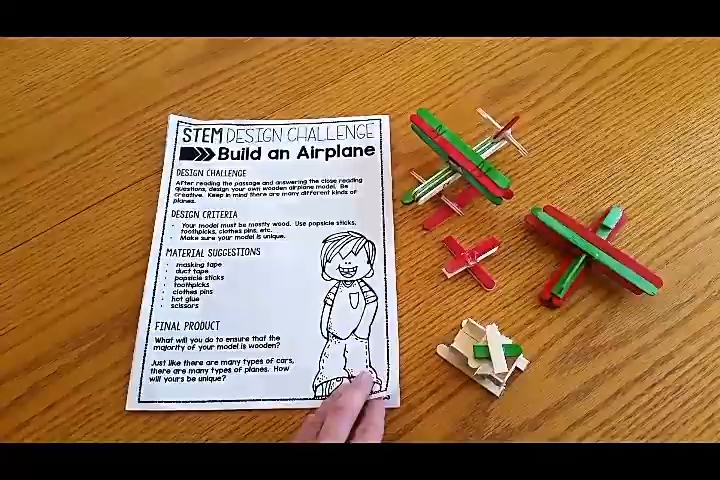 STEM DESIGN CHALLENGE
Build an Airplane
DESIGN CHALLENGE
After reading the passage and answering the close reading
questions, design your own wooden airplane model. Be
creative. Keep in mind there are many different kinds of
planes.
DESIGN CRITERIA
• Your model must be mostly wood. Use popsicle sticks,
toothpicks, clothes pins, etc.
• Make sure your model is unique.
MATERIAL SUGGESTIONS
• masking tape
• duct tape
• popsicle sticks
• toothpicks
• clothes pins
• hot glue
• scissors
FINAL PRODUCT
What will you do to ensure that the
majority of your model is wooden?
Just like there are many types of cars,
there are many types of planes. How
will yours be unique?